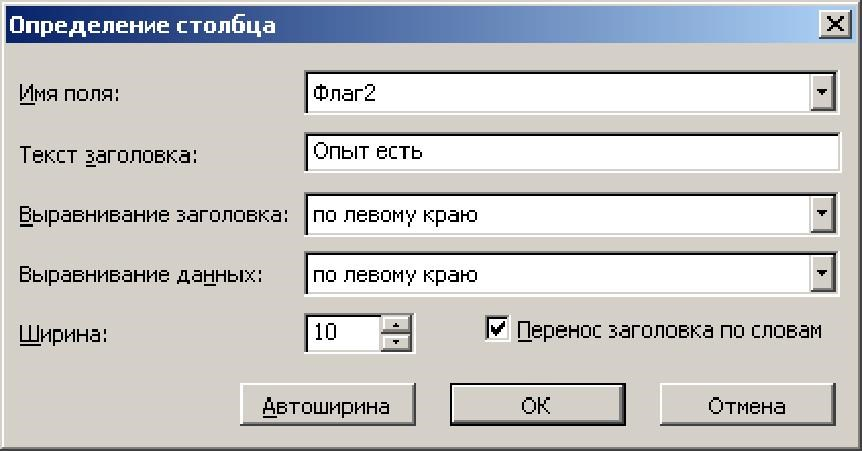 Определение столбца
Имя поля: Флаг2
Текст заголовка: Опыт есть
Выравнивание заголовка: по левому краю
Выравнивание данных: по левому краю
Ширина: 10 Перенос заголовка по словам
Автоширина ОК Отмена